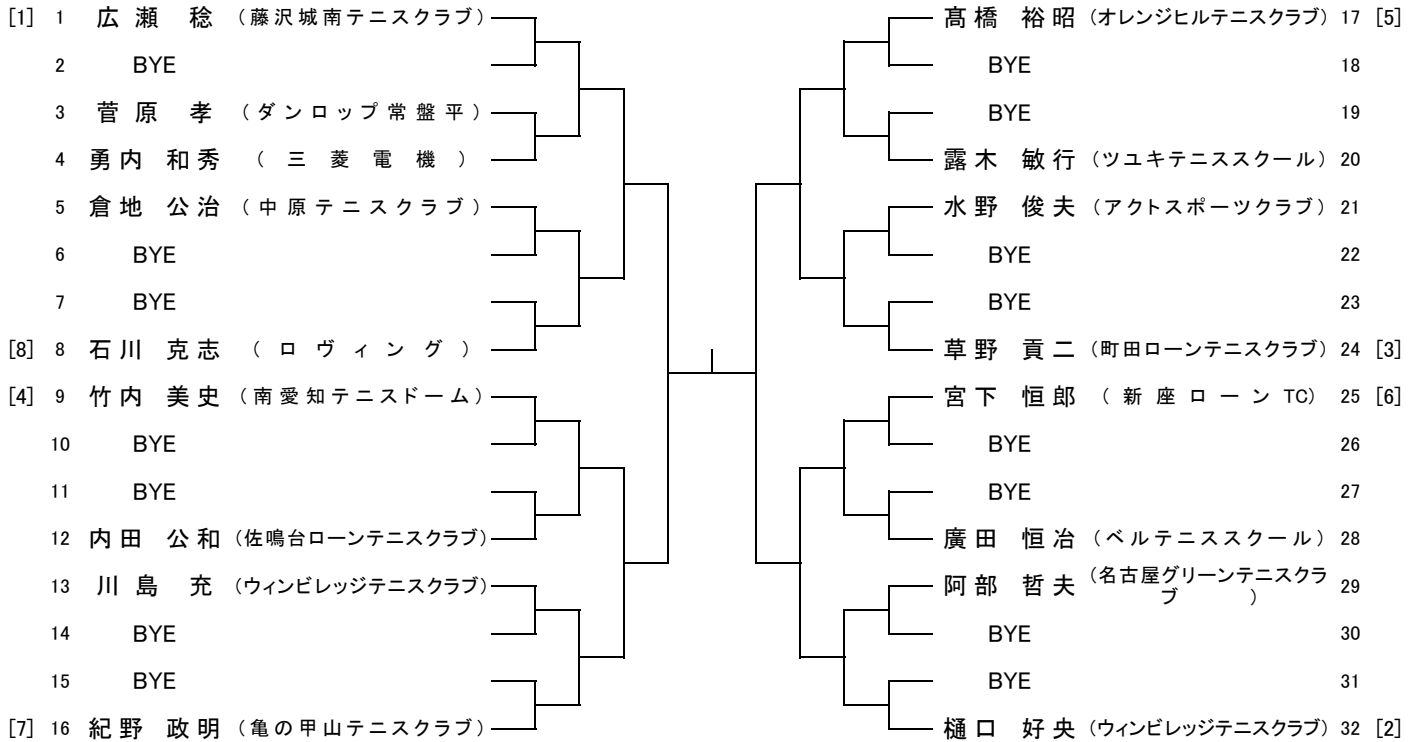 [1] 1 広瀬 稔 (藤沢城南テニスクラブ)
2 BYE
3 菅原 孝 (ダンロップ常盤平)
4 勇内 和秀 (三菱電機)
5 倉地 公治 (中原テニスクラブ)
6 BYE
7 BYE
[8] 8 石川 克志 (ロヴィング)
[4] 9 竹内 美史 (南愛知テニスドーム)
10 BYE
11 BYE
12 内田 公和 (佐鳴台ローンテニスクラブ)
13 川島 充 (ウィンビレッジテニスクラブ)
14 BYE
15 BYE
[7] 16 紀野 政明 (亀の甲山テニスクラブ)
髙橋 裕昭 (オレンジヒルテニスクラブ) 17 [5]
BYE 18
BYE 19
露木 敏行 (ツユキテニススクール) 20
水野 俊夫 (アクトスポーツクラブ) 21
BYE 22
BYE 23
草野 貢二 (町田ローンテニスクラブ) 24 [3]
宮下 恒郎 (新座ローンTC) 25 [6]
BYE 26
BYE 27
廣田 恒冶 (ベルテニススクール) 28
阿部 哲夫 (名古屋グリーンテニスクラ
ブ) 29
BYE 30
BYE 31
樋口 好央 (ウィンビレッジテニスクラブ) 32 [2]